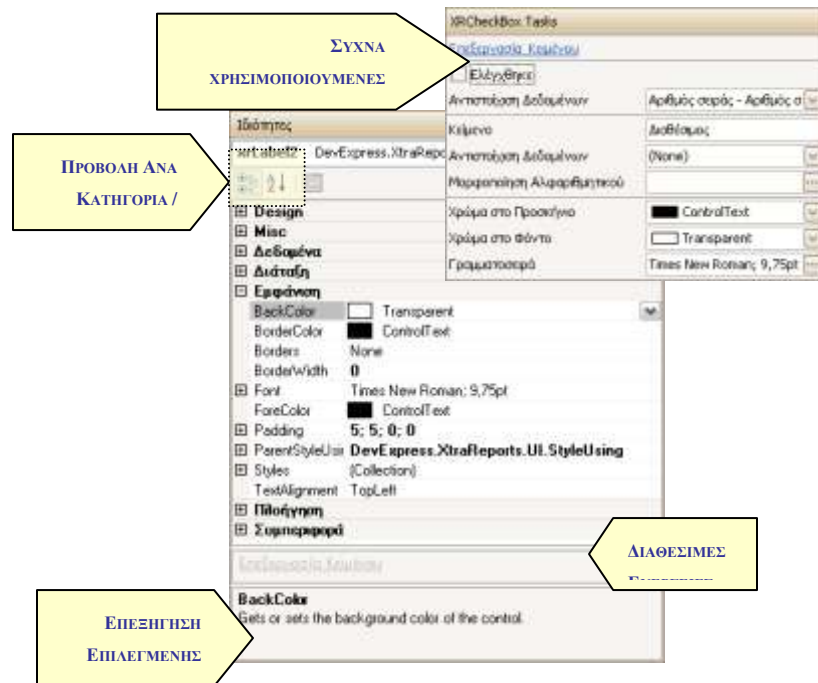 XRCheckBox Tasks
Επεξεργασία Κειμένου
Ελέγχθηκε
Αντιστοίχιση Δεδομένων Αριθμός σειράς - Αριθμός σ
Κείμενο Διαθέσιμος
Αντιστοίχιση Δεδομένων (None)
Μορφοποίηση Αλφαριθμητικού
Χρώμα στο Προσκήνιο ControlText
Χρώμα στο Φόντο Transparent
Γραμματοσειρά Times New Roman; 9,75pt
ΣΥΧΝΑ
ΧΡΗΣΙΜΟΠΟΙΟΥΜΕΝΕΣ
ΠΡΟΒΟΛΗ ΑΝΑ
ΚΑΤΗΓΟΡΙΑ /
Ιδιότητες
xrLabel2 DevExpress.XtraRepo
Design
Misc
Δεδομένα
Διάταξη
Εμφάνιση
BackColor Transparent
BorderColor ControlText
Borders None
BorderWidth 0
Font Times New Roman; 9,75pt
ForeColor ControlText
Padding 5; 5; 0; 0
ParentStyleUsin DevExpress.XtraReports.UI.StyleUsing
Styles (Collection)
TextAlignment TopLeft
Πλοήγηση
Συμπεριφορά
Επεξεργασία Κειμένου
ΔΙΑΘΕΣΙΜΕΣ
BackColor
Gets or sets the background color of the control.
ΕΠΕΞΗΓΗΣΗ
ΕΠΙΛΕΓΜΕΝΗΣ